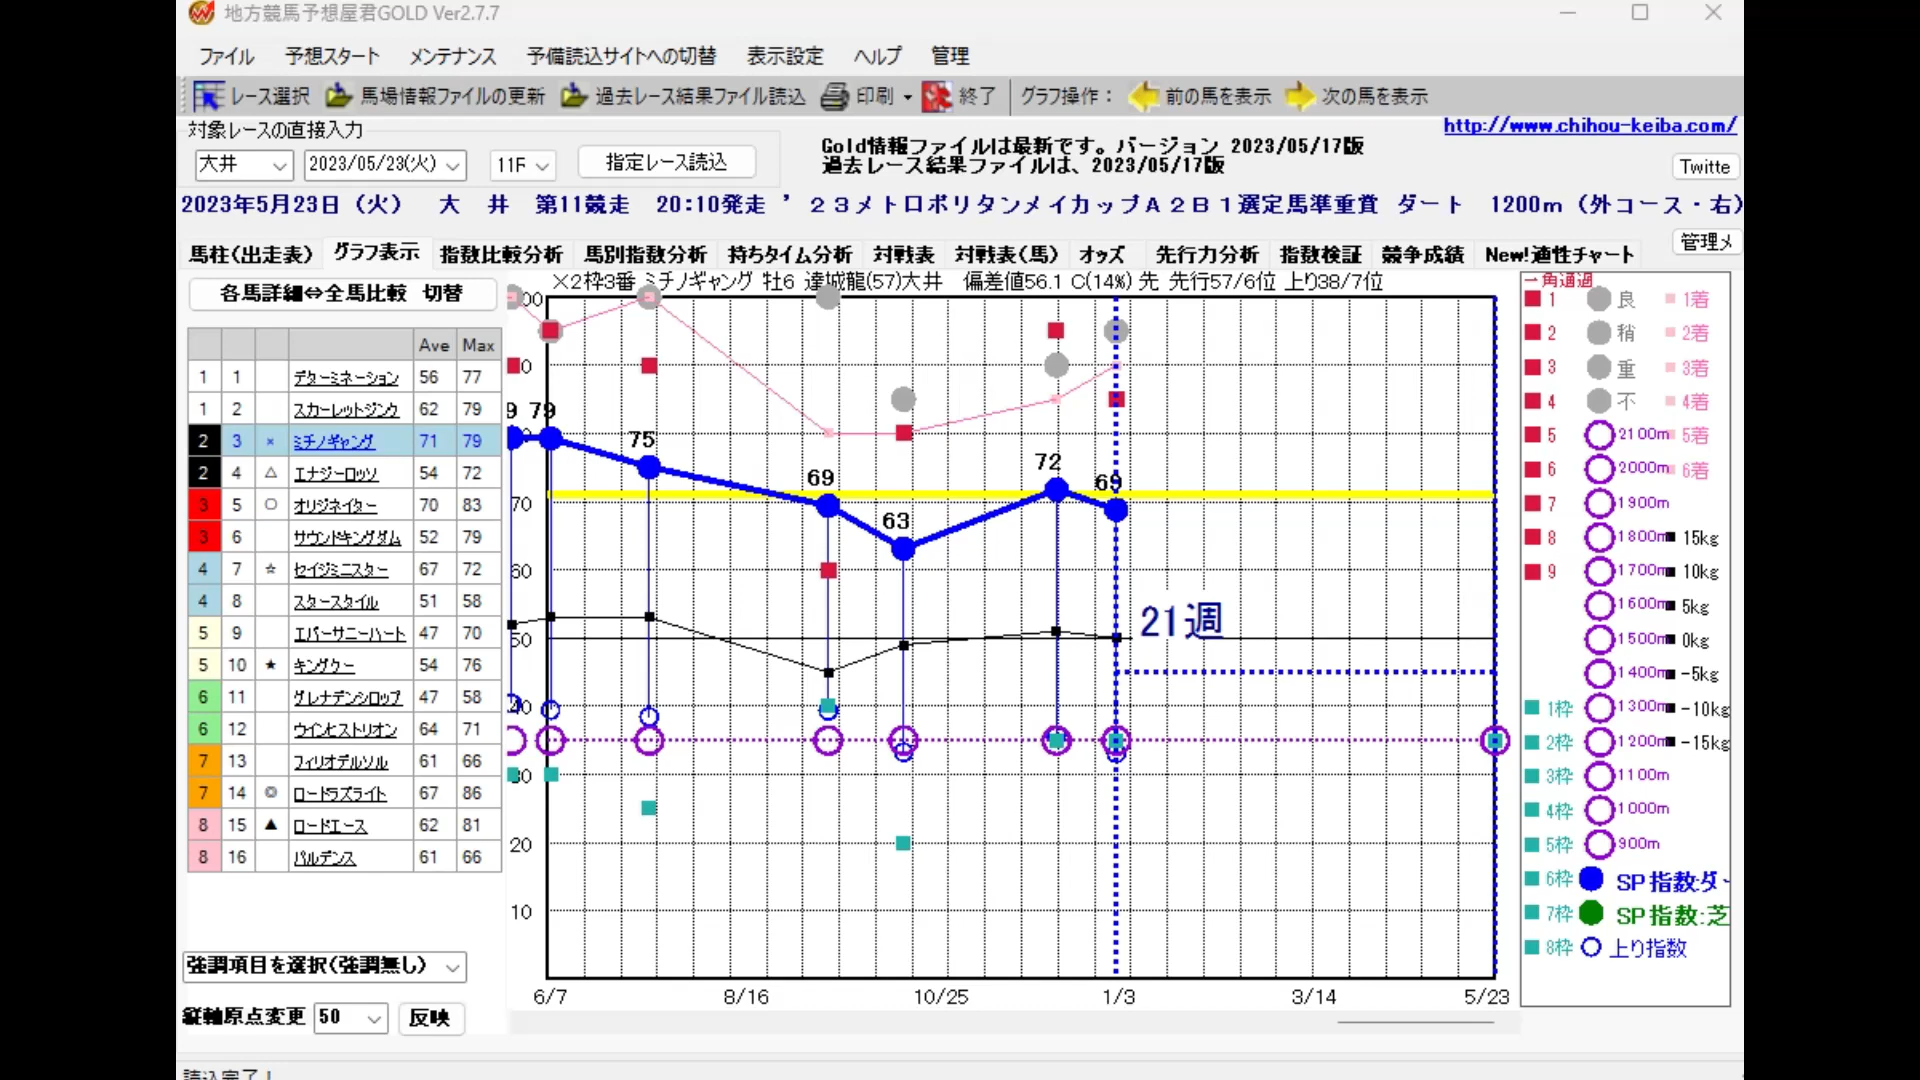 地方競馬予想屋君GOLD Ver2.7.7
ファイル 予想スタート メンテナンス 予備読込サイトへの切替 表示設定 ヘルプ 管理
レース選択 馬場情報ファイルの更新 過去レース結果ファイル読込 印刷 終了 グラフ操作： 前の馬を表示 次の馬を表示
対象レースの直接入力
http://www.chihou-keiba.com/
大井 2023/05/23(火) 11F 指定レース読込
Gold情報ファイルは最新です。バージョン 2023/05/17版
過去レース結果ファイルは、2023/05/17版
Twitte
2023年5月23日（火） 大 井 第11競走 20:10発走 ’２３メトロポリタンメイカップＡ２Ｂ１選定馬準重賞 ダート 1200m（外コース・右）
管理メ
馬柱(出走表) グラフ表示 指数比較分析 馬別指数分析 持ちタイム分析 対戦表 対戦表(馬) オッズ 先行力分析 指数検証 競争成績 New!適性チャート
×2枠3番 ミチノギャング 牡6 達城龍(57)大井 偏差値56.1 C(14%) 先 先行57/6位 上り38/7位
各馬詳細⇔全馬比較 切替
Ave Max
1 1 デターミネーション 56 77
1 2 スカーレットジンク 62 79
2 3 × ミチノギャング 71 79
2 4 △ エナジーロッソ 54 72
3 5 ○ オリジネイター 70 83
3 6 サウンドキングダム 52 79
4 7 ☆ セイジミニスター 67 72
4 8 スタースタイル 51 58
5 9 エバーサニーハート 47 70
5 10 ★ キングクー 54 76
6 11 グレナデンシロップ 47 58
6 12 ウインヒストリオン 64 71
7 13 フィリオデルソル 61 66
7 14 ◎ ロードラズライト 67 86
8 15 ▲ ロードエース 62 81
8 16 パルデンス 61 66
強調項目を選択(強調無し)
縦軸原点変更 50 反映
00
0
70
60
50
40
30
20
10
9 79
75
69
63
72
69
21週
6/7 8/16 10/25 1/3 3/14 5/23
一角通過
1 良 1着
2 稍 2着
3 重 3着
4 不 4着
5 2100m 5着
6 2000m 6着
7 1900m
8 1800m 15kg
9 1700m 10kg
1600m 5kg
1500m 0kg
1400m -5kg
1枠 1300m -10kg
2枠 1200m -15kg
3枠 1100m
4枠 1000m
5枠 900m
6枠 SP指数:ダ
7枠 SP指数:芝
8枠 上り指数
読込完了！